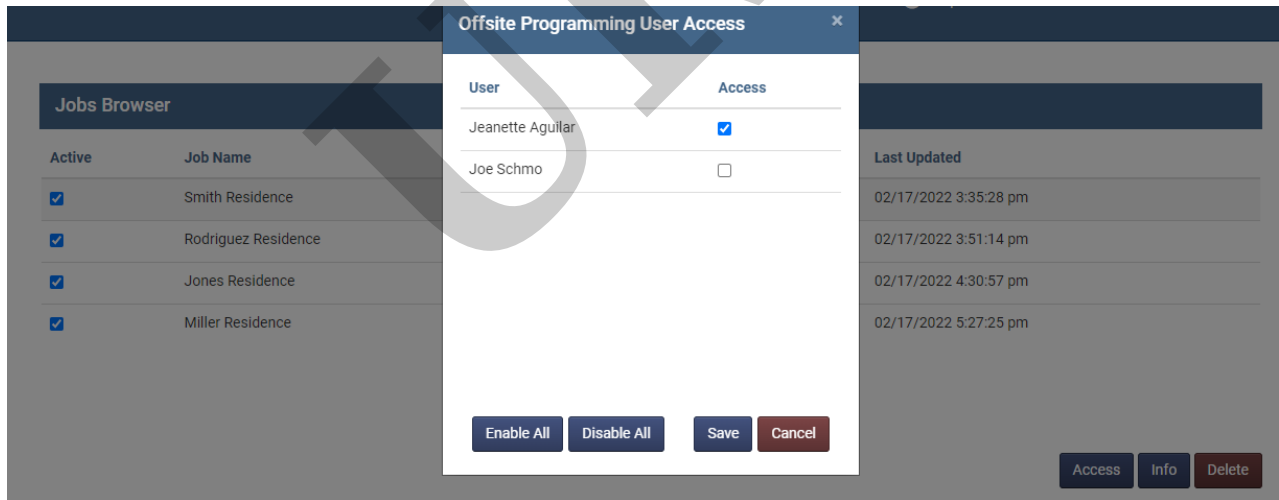 Offsite Programming User Access ×
User Access
Jeanette Aguilar
Joe Schmo
Enable All Disable All Save Cancel
Jobs Browser
Active Job Name Last Updated
Smith Residence 02/17/2022 3:35:28 pm
Rodriguez Residence 02/17/2022 3:51:14 pm
Jones Residence 02/17/2022 4:30:57 pm
Miller Residence 02/17/2022 5:27:25 pm
Access Info Delete